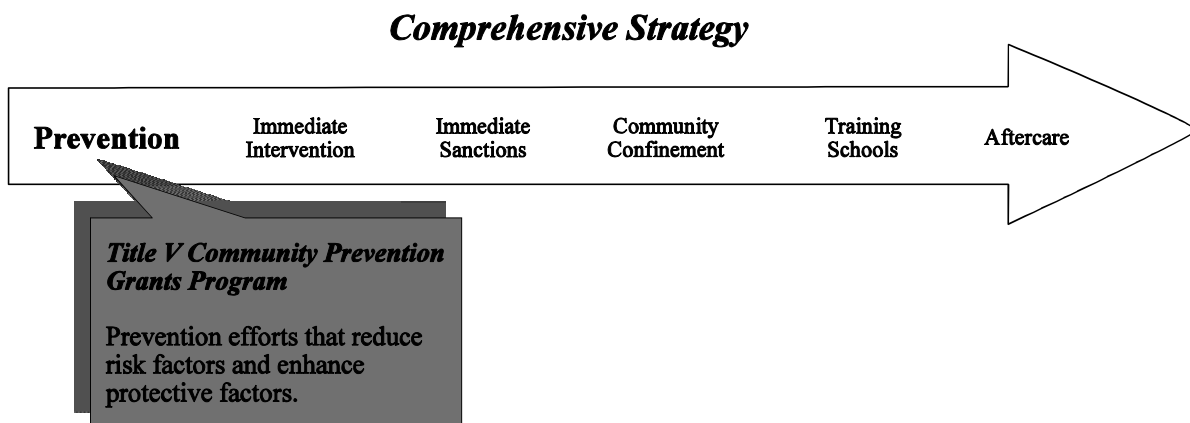 Comprehensive Strategy
Prevention
Immediate
Intervention
Immediate
Sanctions
Community
Confinement
Training
Schools
Aftercare
Title V Community Prevention
Grants Program
Prevention efforts that reduce
risk factors and enhance
protective factors.